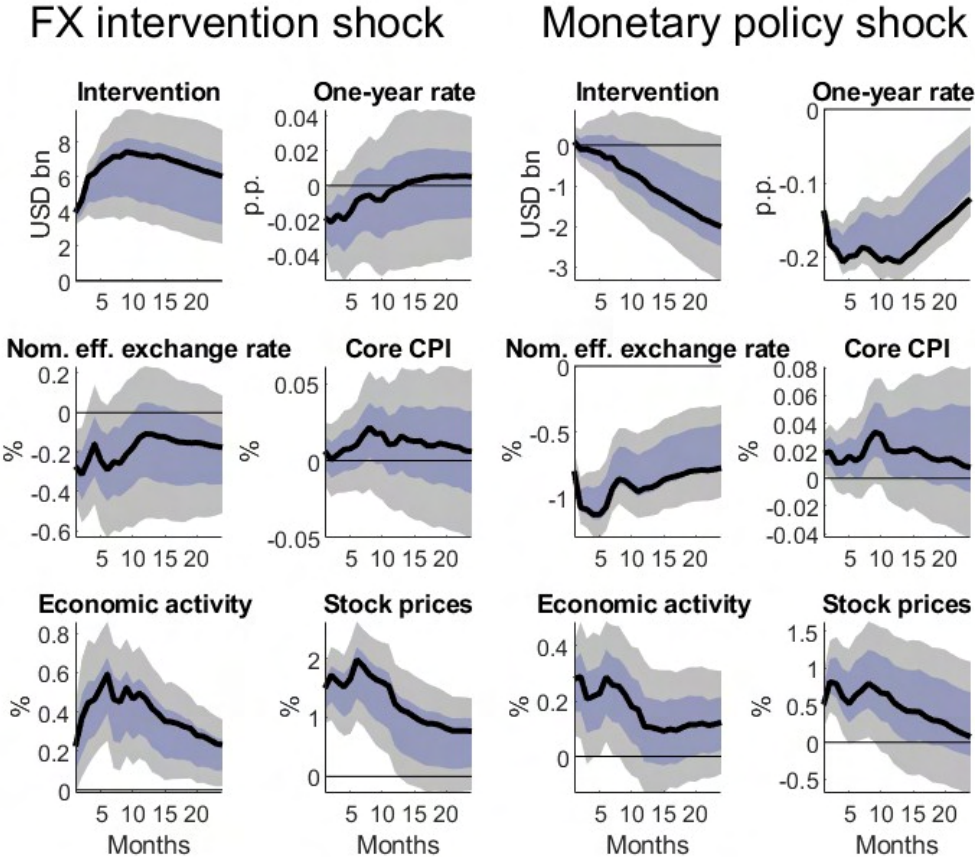 FX intervention shock
Monetary policy shock
Intervention
One-year rate
Intervention
One-year rate
USD bn
8
6
4
2
0
5 10 15 20
p.p.
0.04
0.02
0
-0.02
-0.04
5 10 15 20
USD bn
0
-1
-2
-3
5 10 15 20
p.p.
0
-0.1
-0.2
5 10 15 20
Nom. eff. exchange rate
Core CPI
Nom. eff. exchange rate
Core CPI
%
0.2
0
-0.2
-0.4
-0.6
5 10 15 20
%
0.05
0
-0.05
5 10 15 20
%
0
-0.5
-1
5 10 15 20
%
0.08
0.06
0.04
0.02
0
-0.02
-0.04
5 10 15 20
Economic activity
Stock prices
Economic activity
Stock prices
%
0.8
0.6
0.4
0.2
0
5 10 15 20
Months
%
2
1
0
5 10 15 20
Months
%
0.4
0.2
0
5 10 15 20
Months
%
1.5
1
0.5
0
-0.5
5 10 15 20
Months